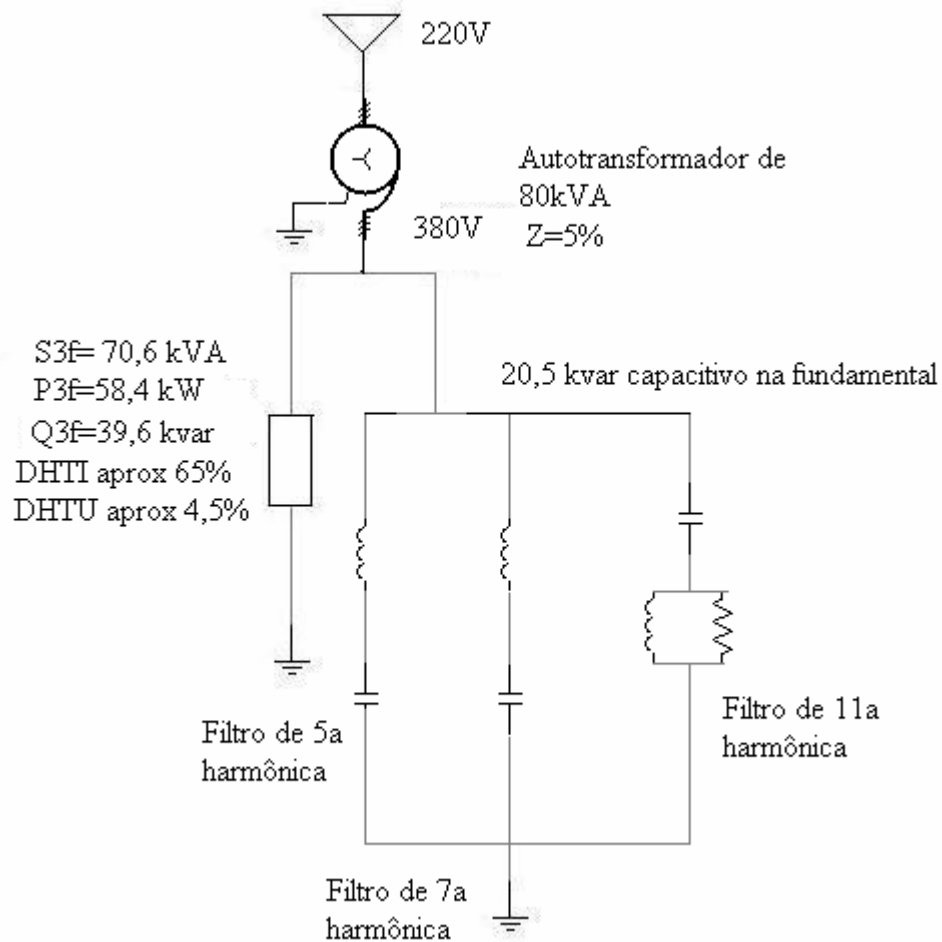 220V
Autotransformador de
80kVA
Z=5%
380V
S3f= 70,6 kVA
P3f=58,4 kW
Q3f=39,6 kvar
DHTI aprox 65%
DHTU aprox 4,5%
20,5 kvar capacitivo na fundamental
Filtro de 5a
harmônica
Filtro de 11a
harmônica
Filtro de 7a
harmônica